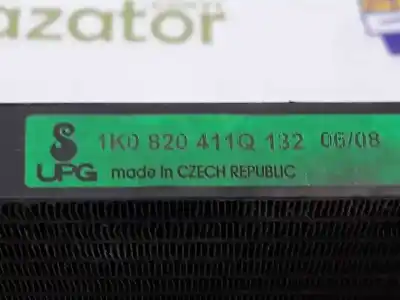 azator
1K0 820 411Q 132 06/08
UPG made in CZECH REPUBLIC